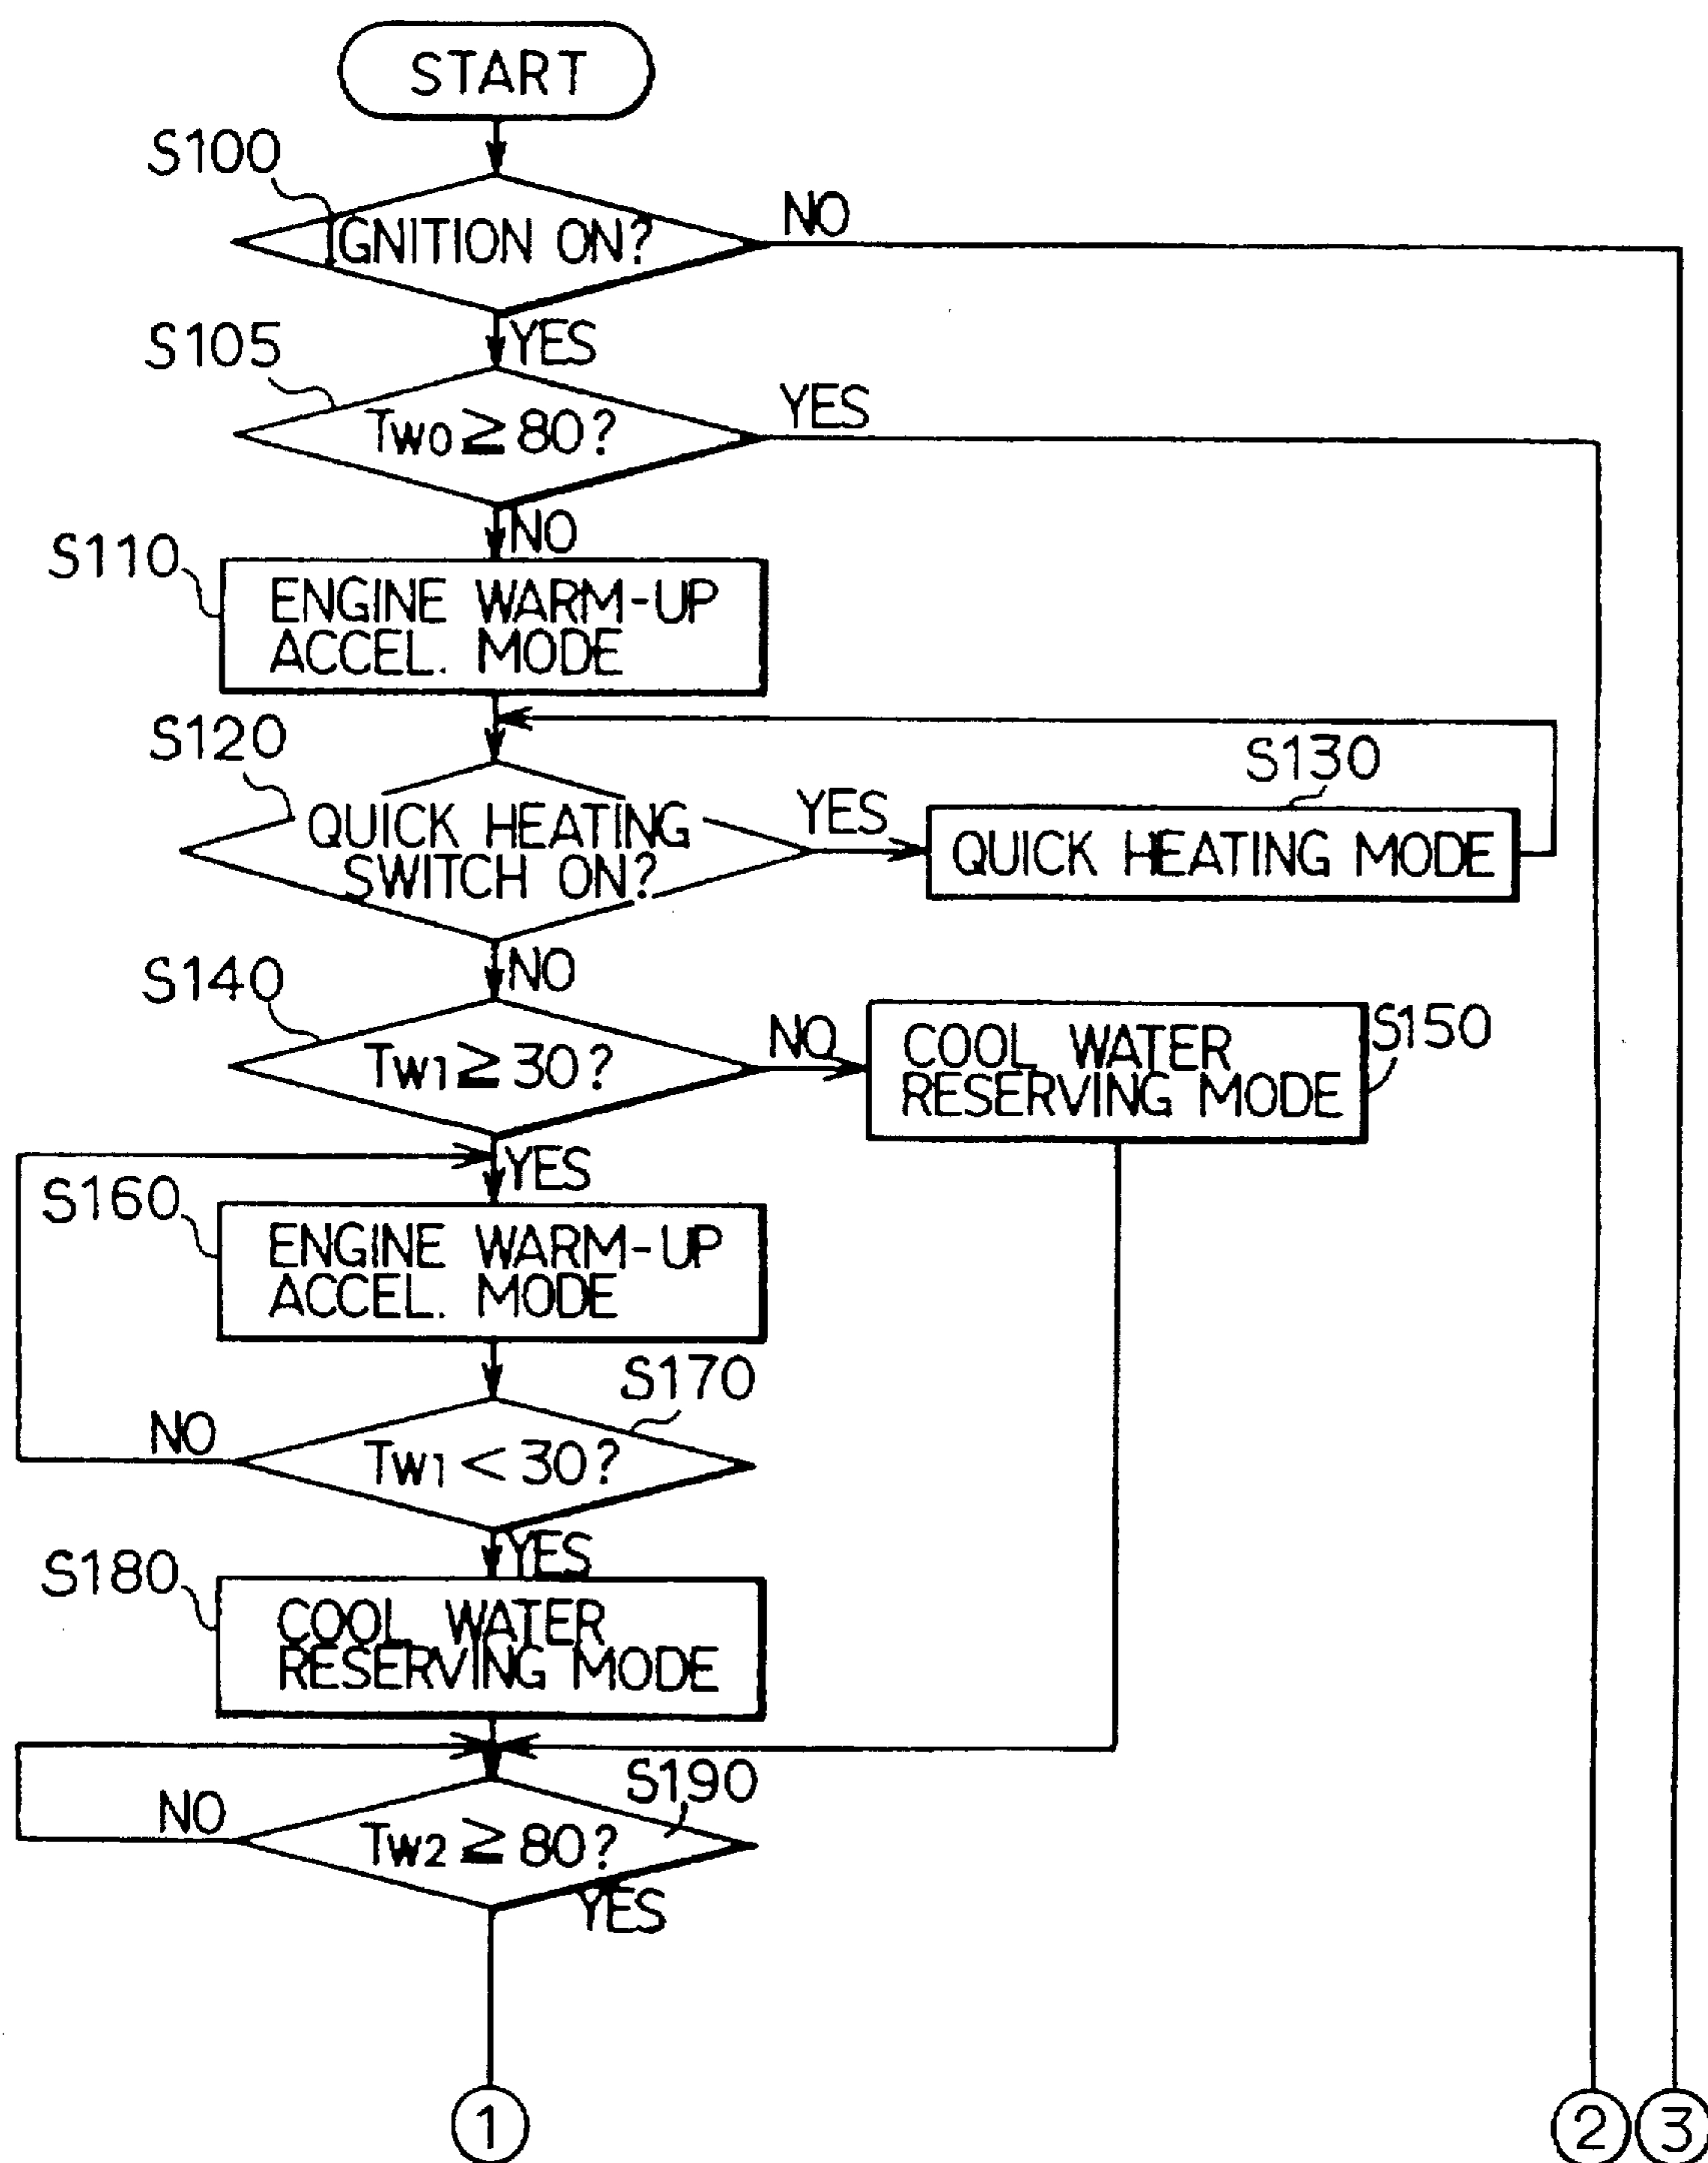 START
S100
IGNITION ON?
NO
YES
S105
Tw0 ≧ 80?
YES
NO
S110
ENGINE WARM-UP
ACCEL. MODE
S120
QUICK HEATING
SWITCH ON?
YES
S130
QUICK HEATING MODE
NO
S140
Tw1 ≧ 30?
NO
COOL WATER
RESERVING MODE
S150
YES
S160
ENGINE WARM-UP
ACCEL. MODE
S170
NO
Tw1 < 30?
YES
S180
COOL WATER
RESERVING MODE
S190
NO
Tw2 ≧ 80?
YES
1
2
3